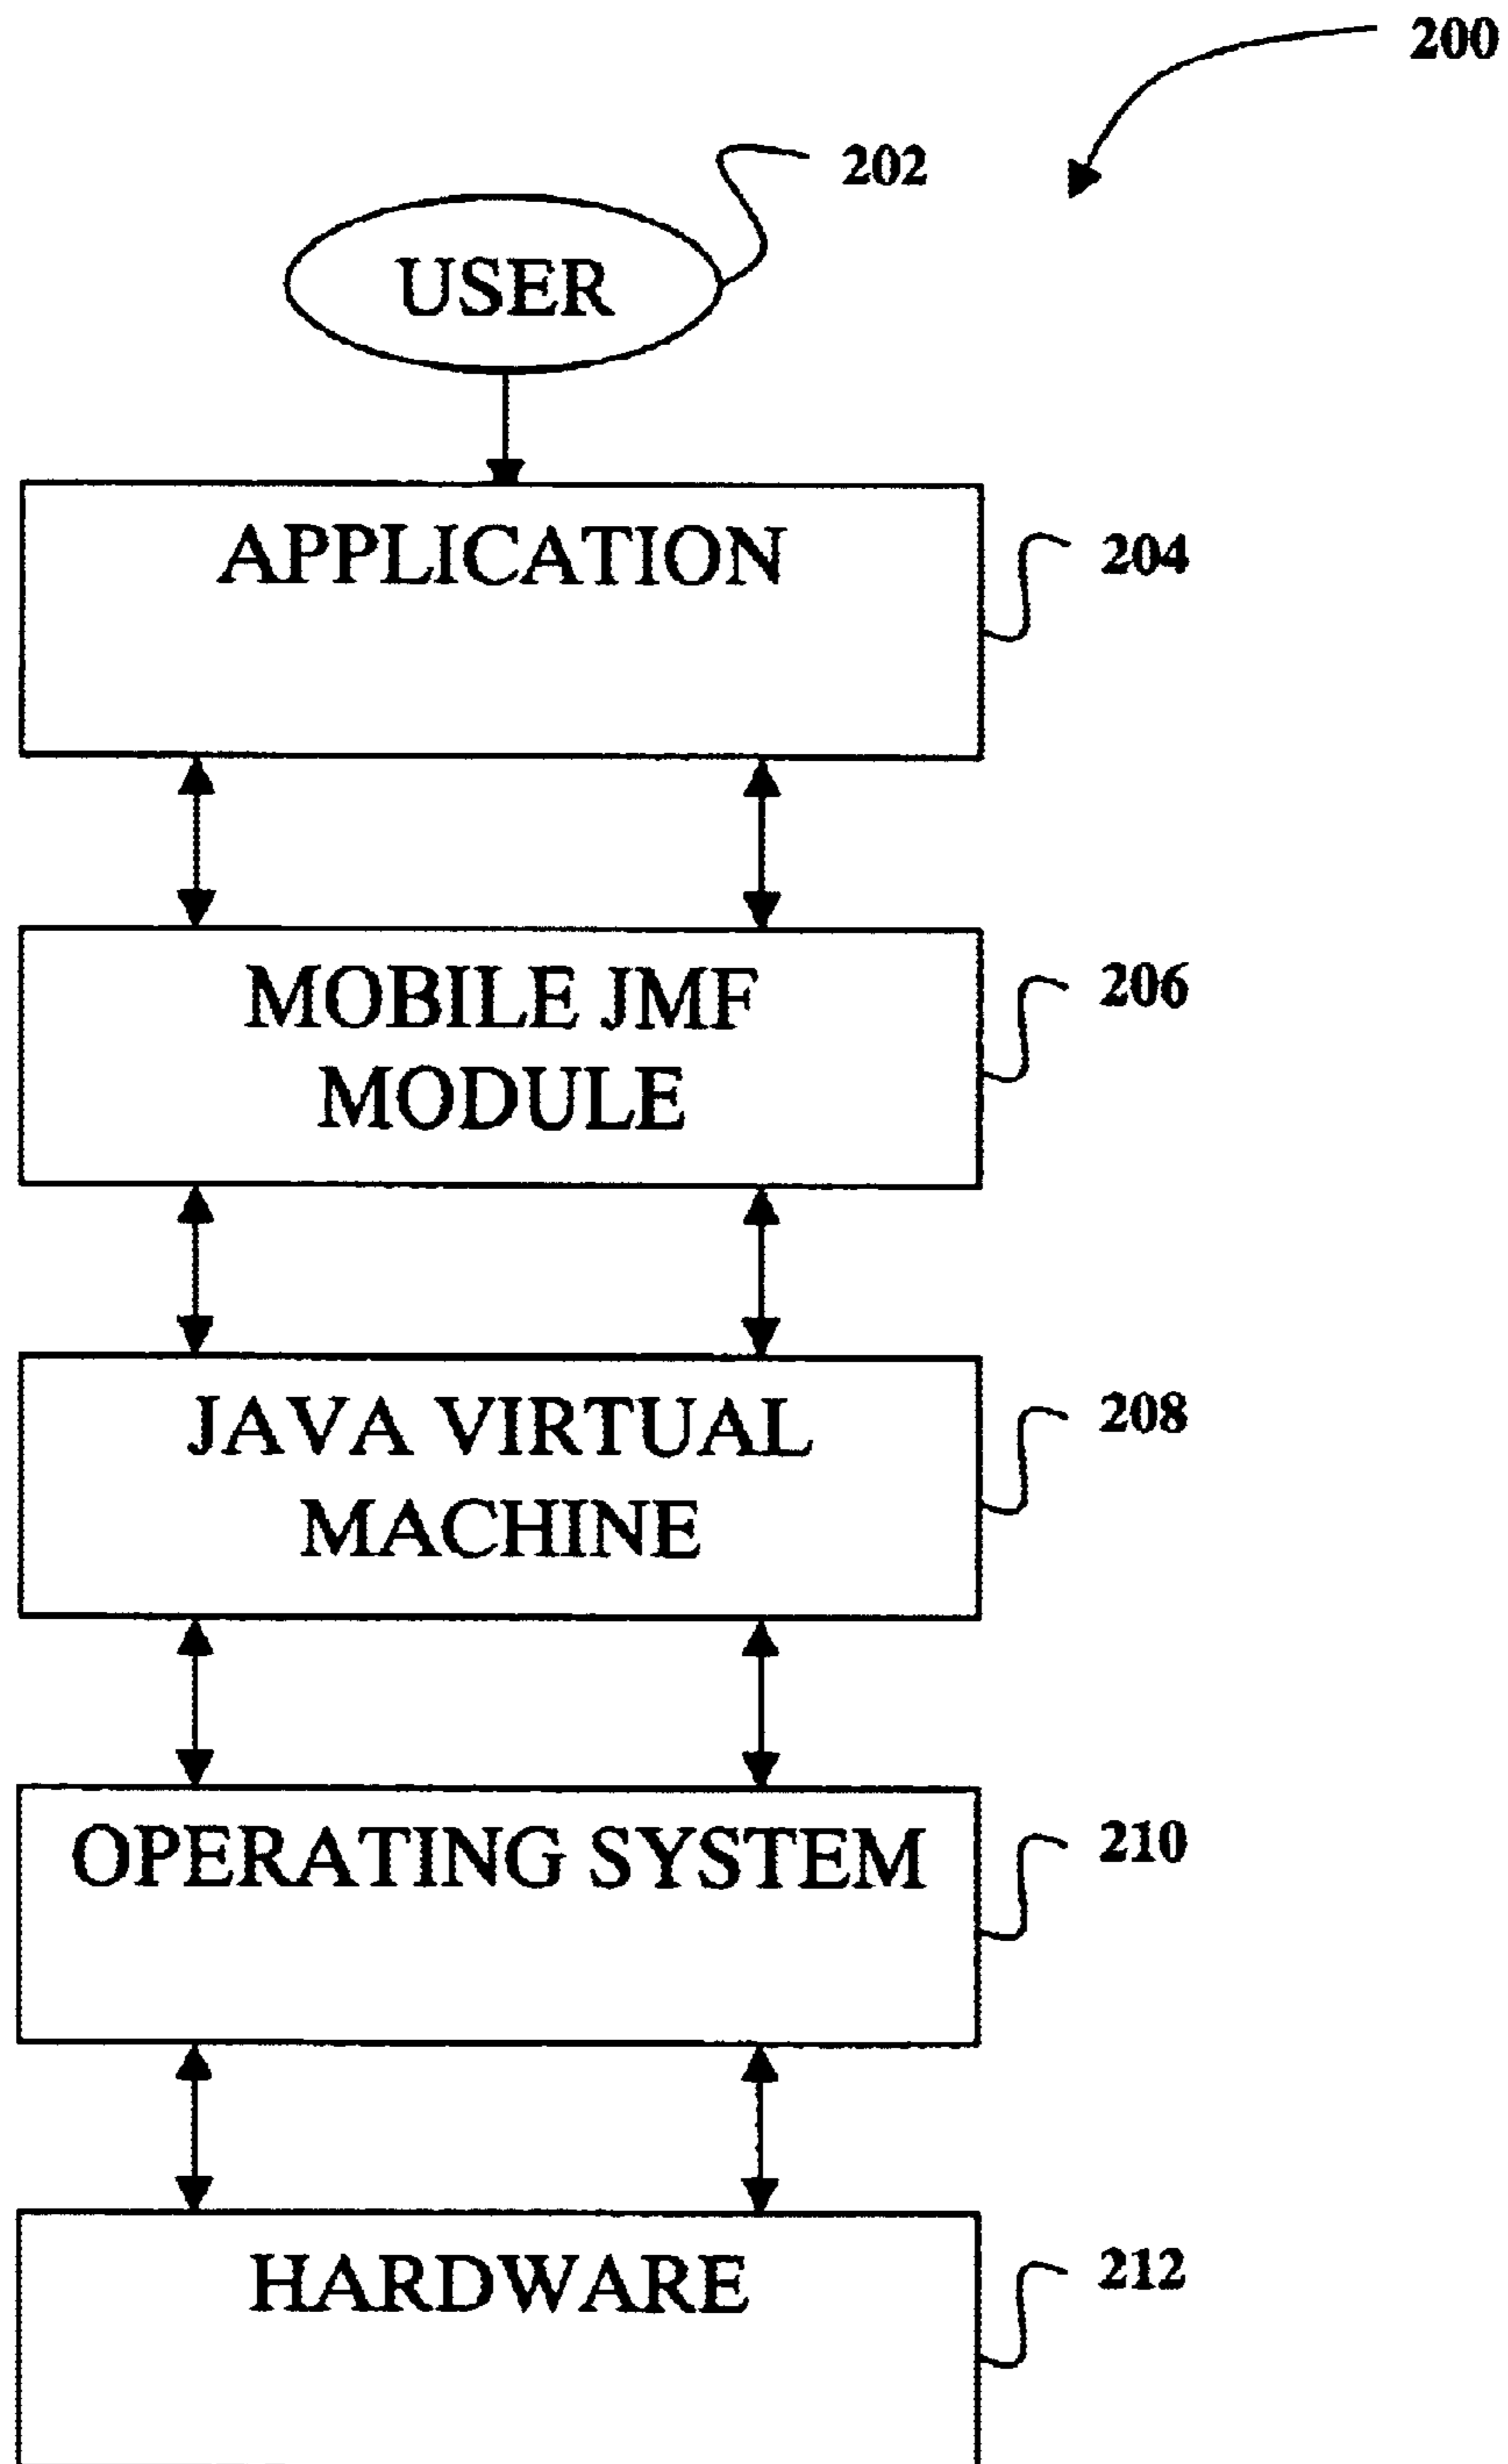 200
202
USER
APPLICATION
204
MOBILE JMF
MODULE
206
JAVA VIRTUAL
MACHINE
208
OPERATING SYSTEM
210
HARDWARE
212